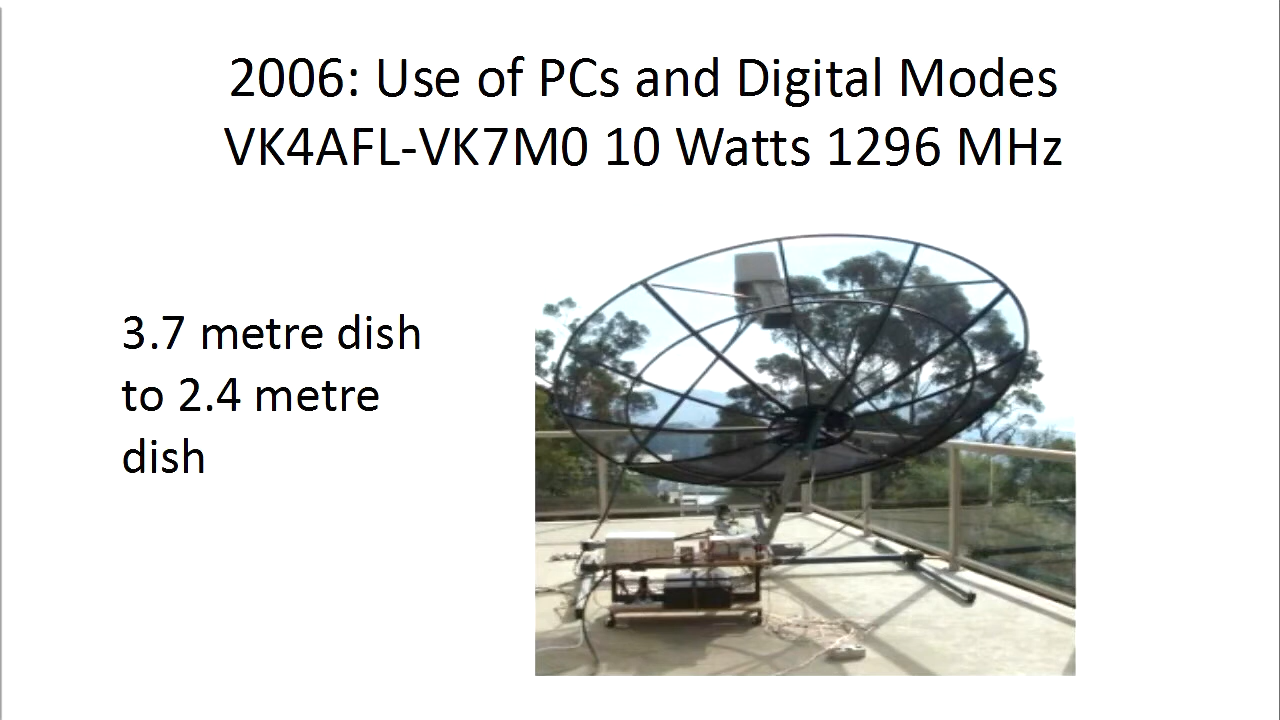 2006: Use of PCs and Digital Modes
VK4AFL-VK7M0 10 Watts 1296 MHz
3.7 metre dish
to 2.4 metre
dish